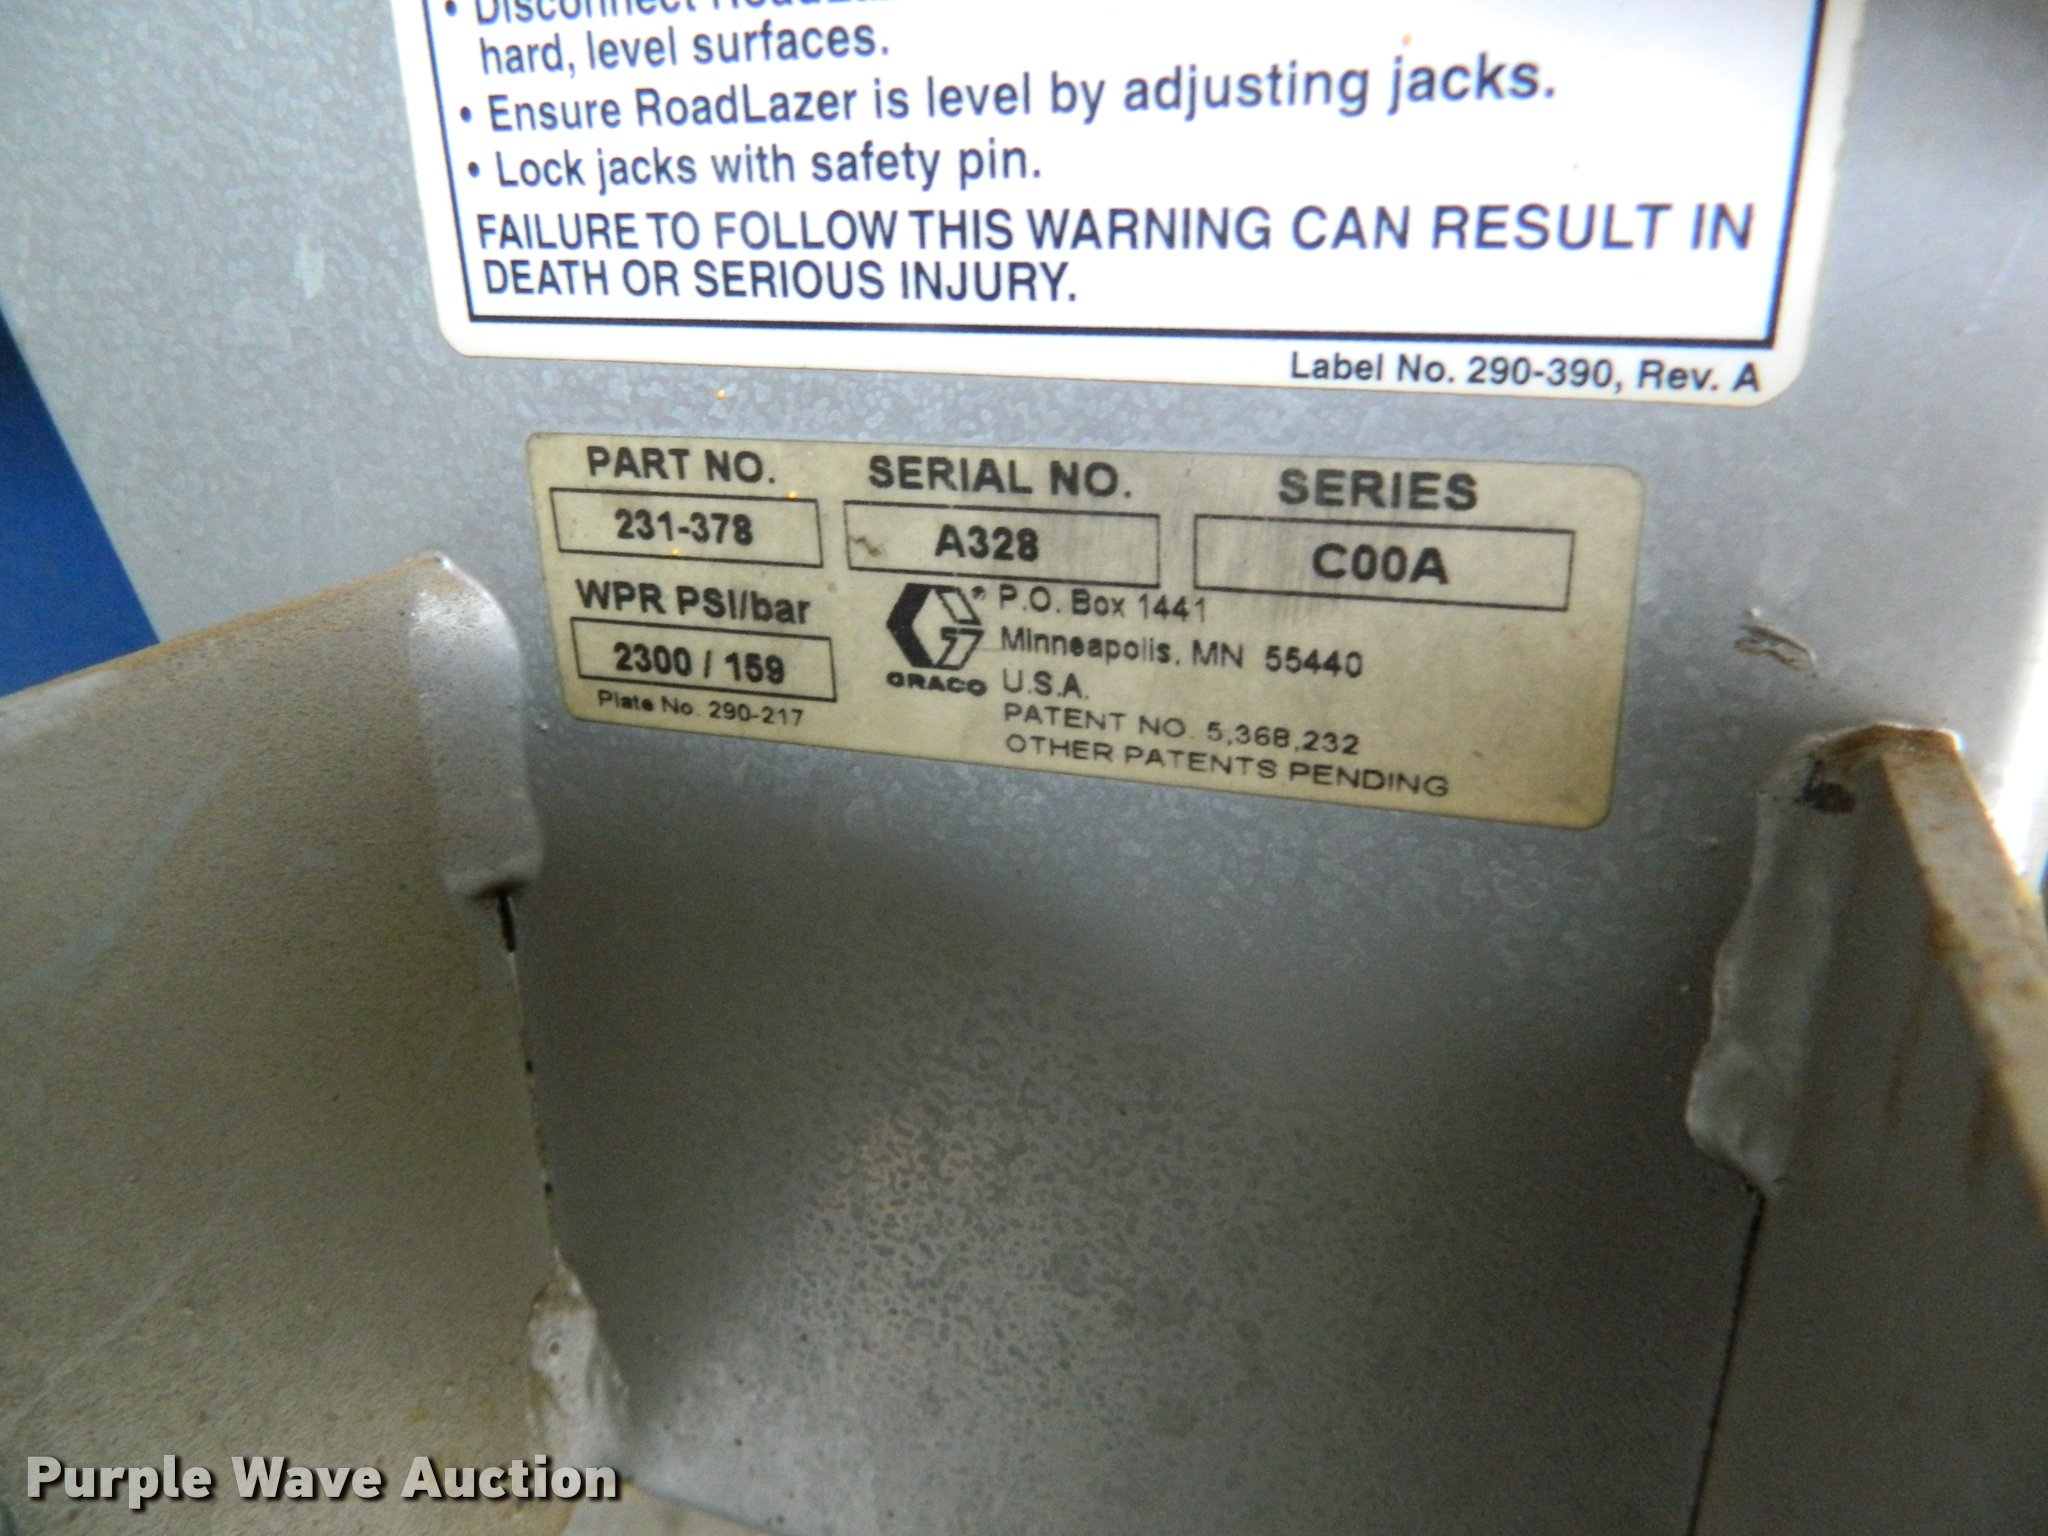 • Disconnect
hard, level surfaces.
• Ensure RoadLazer is level by adjusting jacks.
• Lock jacks with safety pin.
FAILURE TO FOLLOW THIS WARNING CAN RESULT IN
DEATH OR SERIOUS INJURY.
Label No. 290-390, Rev. A
PART NO. SERIAL NO. SERIES
231-378 A328 C00A
WPR PSI/bar
2300 / 159
Plate No. 290-217
GRACO
® P.O. Box 1441
Minneapolis, MN 55440
U.S.A.
PATENT NO. 5,368,232
OTHER PATENTS PENDING
Purple Wave Auction